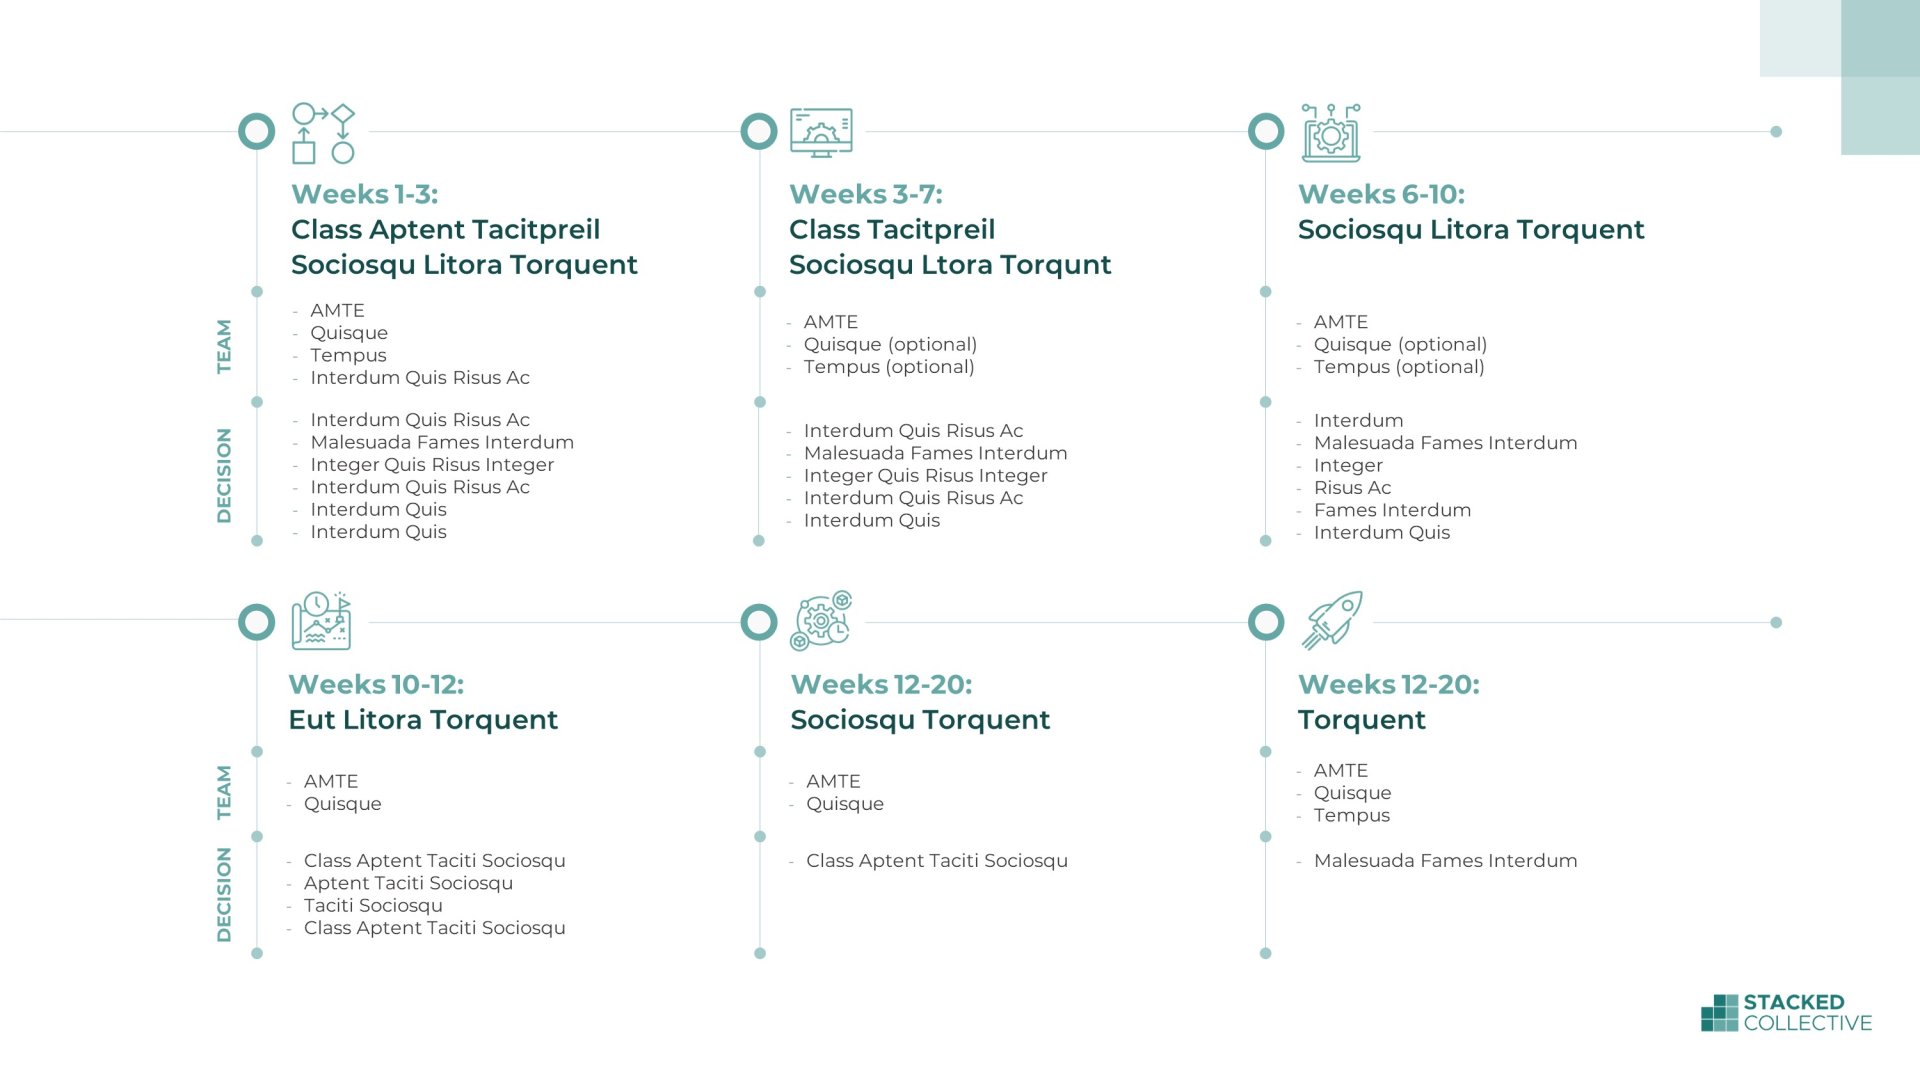 Weeks 1-3:
Class Aptent Tacitpreil
Sociosqu Litora Torquent
TEAM
- AMTE
- Quisque
- Tempus
- Interdum Quis Risus Ac
DECISION
- Interdum Quis Risus Ac
- Malesuada Fames Interdum
- Integer Quis Risus Integer
- Interdum Quis Risus Ac
- Interdum Quis
- Interdum Quis
Weeks 3-7:
Class Tacitpreil
Sociosqu Ltora Torqunt
- AMTE
- Quisque (optional)
- Tempus (optional)
- Interdum Quis Risus Ac
- Malesuada Fames Interdum
- Integer Quis Risus Integer
- Interdum Quis Risus Ac
- Interdum Quis
Weeks 6-10:
Sociosqu Litora Torquent
- AMTE
- Quisque (optional)
- Tempus (optional)
- Interdum
- Malesuada Fames Interdum
- Integer
- Risus Ac
- Fames Interdum
- Interdum Quis
Weeks 10-12:
Eut Litora Torquent
TEAM
- AMTE
- Quisque
DECISION
- Class Aptent Taciti Sociosqu
- Aptent Taciti Sociosqu
- Taciti Sociosqu
- Class Aptent Taciti Sociosqu
Weeks 12-20:
Sociosqu Torquent
- AMTE
- Quisque
- Class Aptent Taciti Sociosqu
Weeks 12-20:
Torquent
- AMTE
- Quisque
- Tempus
- Malesuada Fames Interdum
STACKED
COLLECTIVE